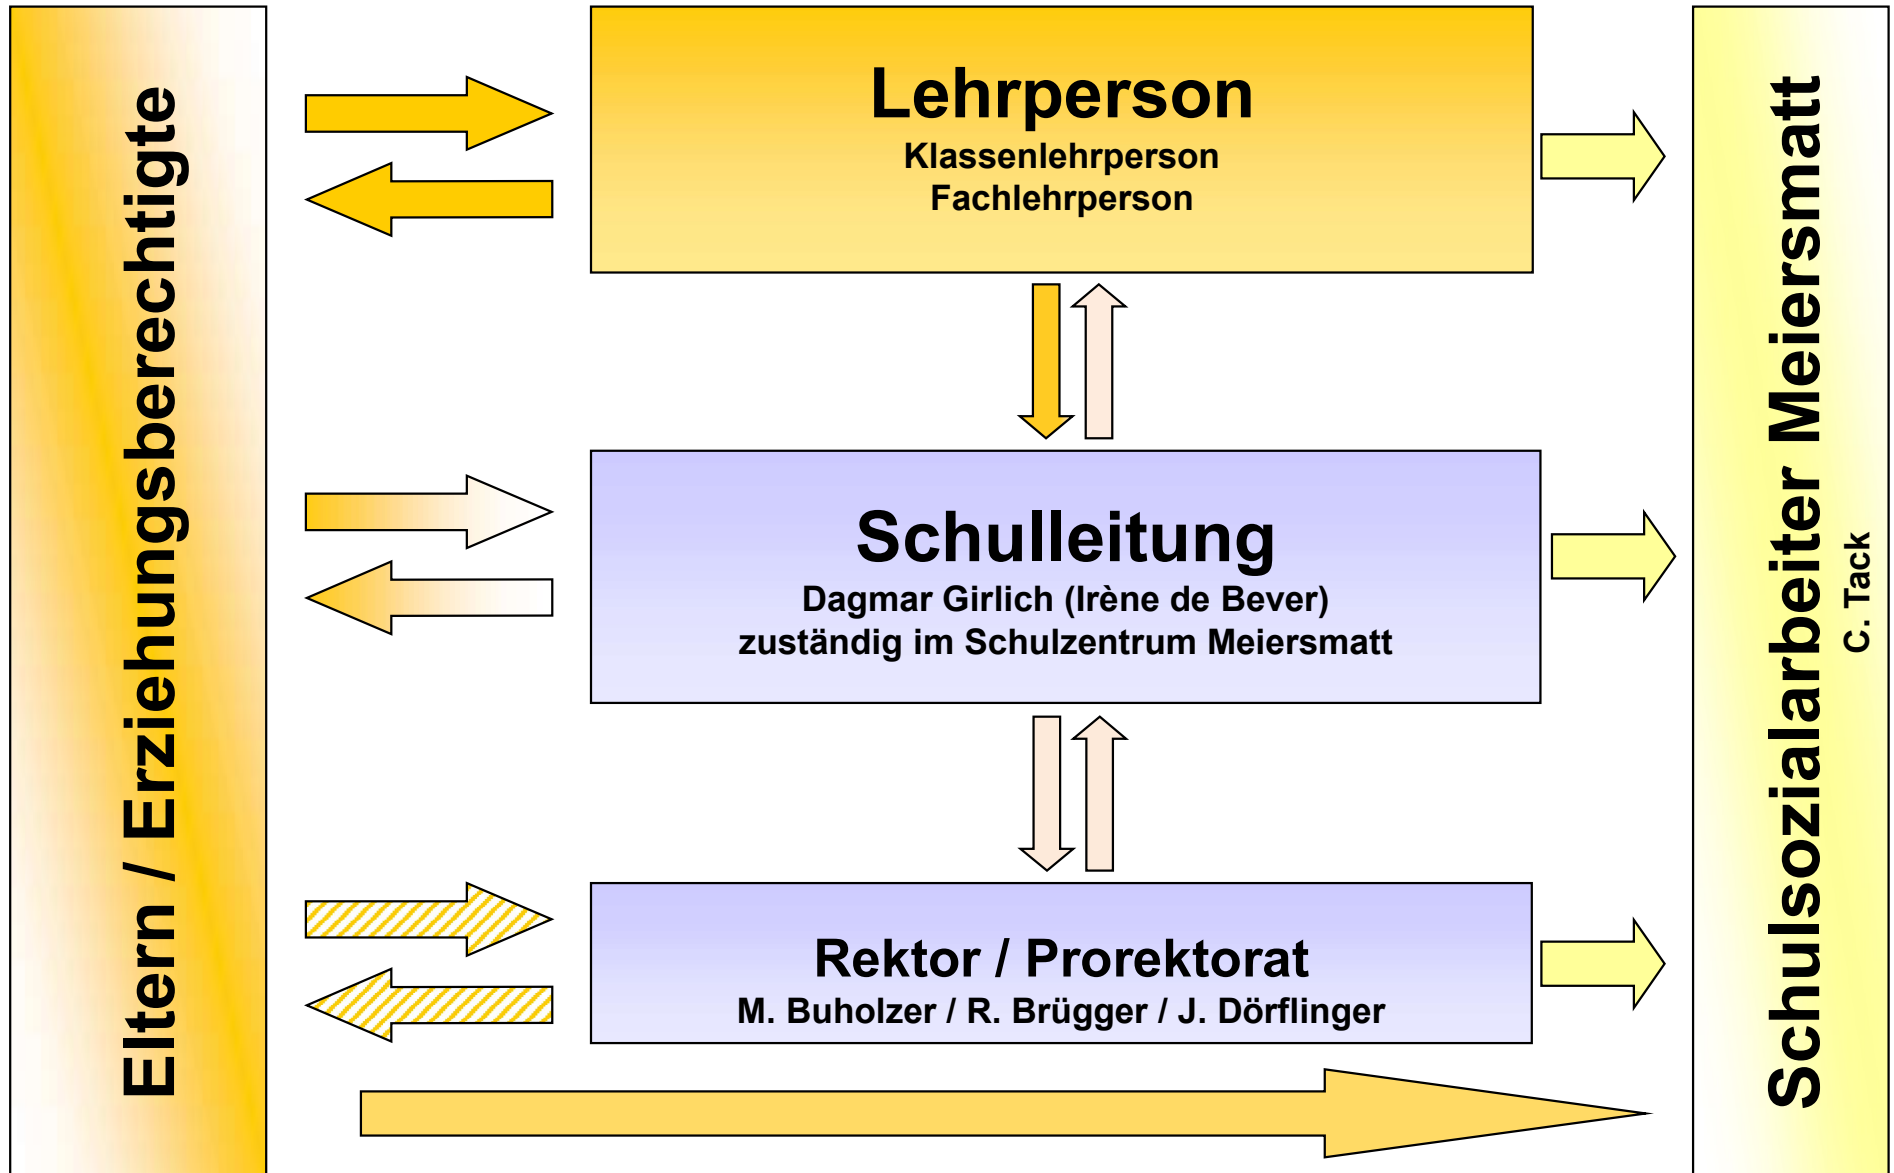 Eltern / Erziehungsberechtigte
Lehrperson
Klassenlehrperson
Fachlehrperson
Schulleitung
Dagmar Girlich (Irène de Bever)
zuständig im Schulzentrum Meiersmatt
Rektor / Prorektorat
M. Buholzer / R. Brügger / J. Dörflinger
Schulsozialarbeiter Meiersmatt
C. Tack